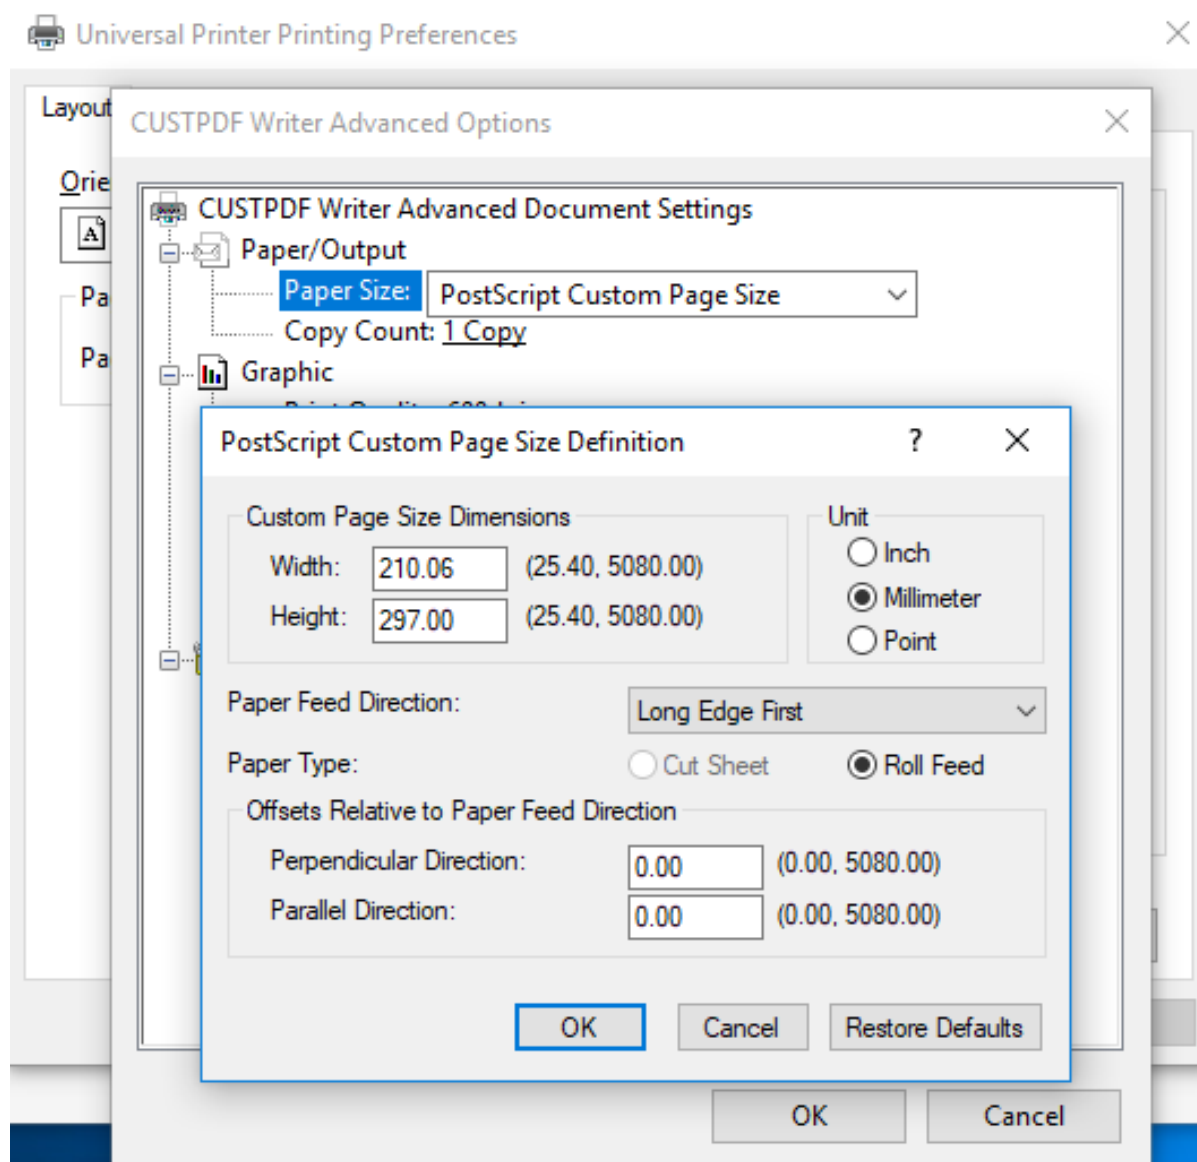 Universal Printer Printing Preferences
Layout
CUSTPDF Writer Advanced Options
Orie
A
CUSTPDF Writer Advanced Document Settings
Paper/Output
Pa
Paper Size: PostScript Custom Page Size
Copy Count: 1 Copy
Pa
Graphic
PostScript Custom Page Size Definition ?
Custom Page Size Dimensions
Unit
Width: 210.06 (25.40, 5080.00)
Inch
Height: 297.00 (25.40, 5080.00)
Millimeter
Point
Paper Feed Direction: Long Edge First
Paper Type: Cut Sheet Roll Feed
Offsets Relative to Paper Feed Direction
Perpendicular Direction: 0.00 (0.00, 5080.00)
Parallel Direction: 0.00 (0.00, 5080.00)
OK Cancel Restore Defaults
OK Cancel